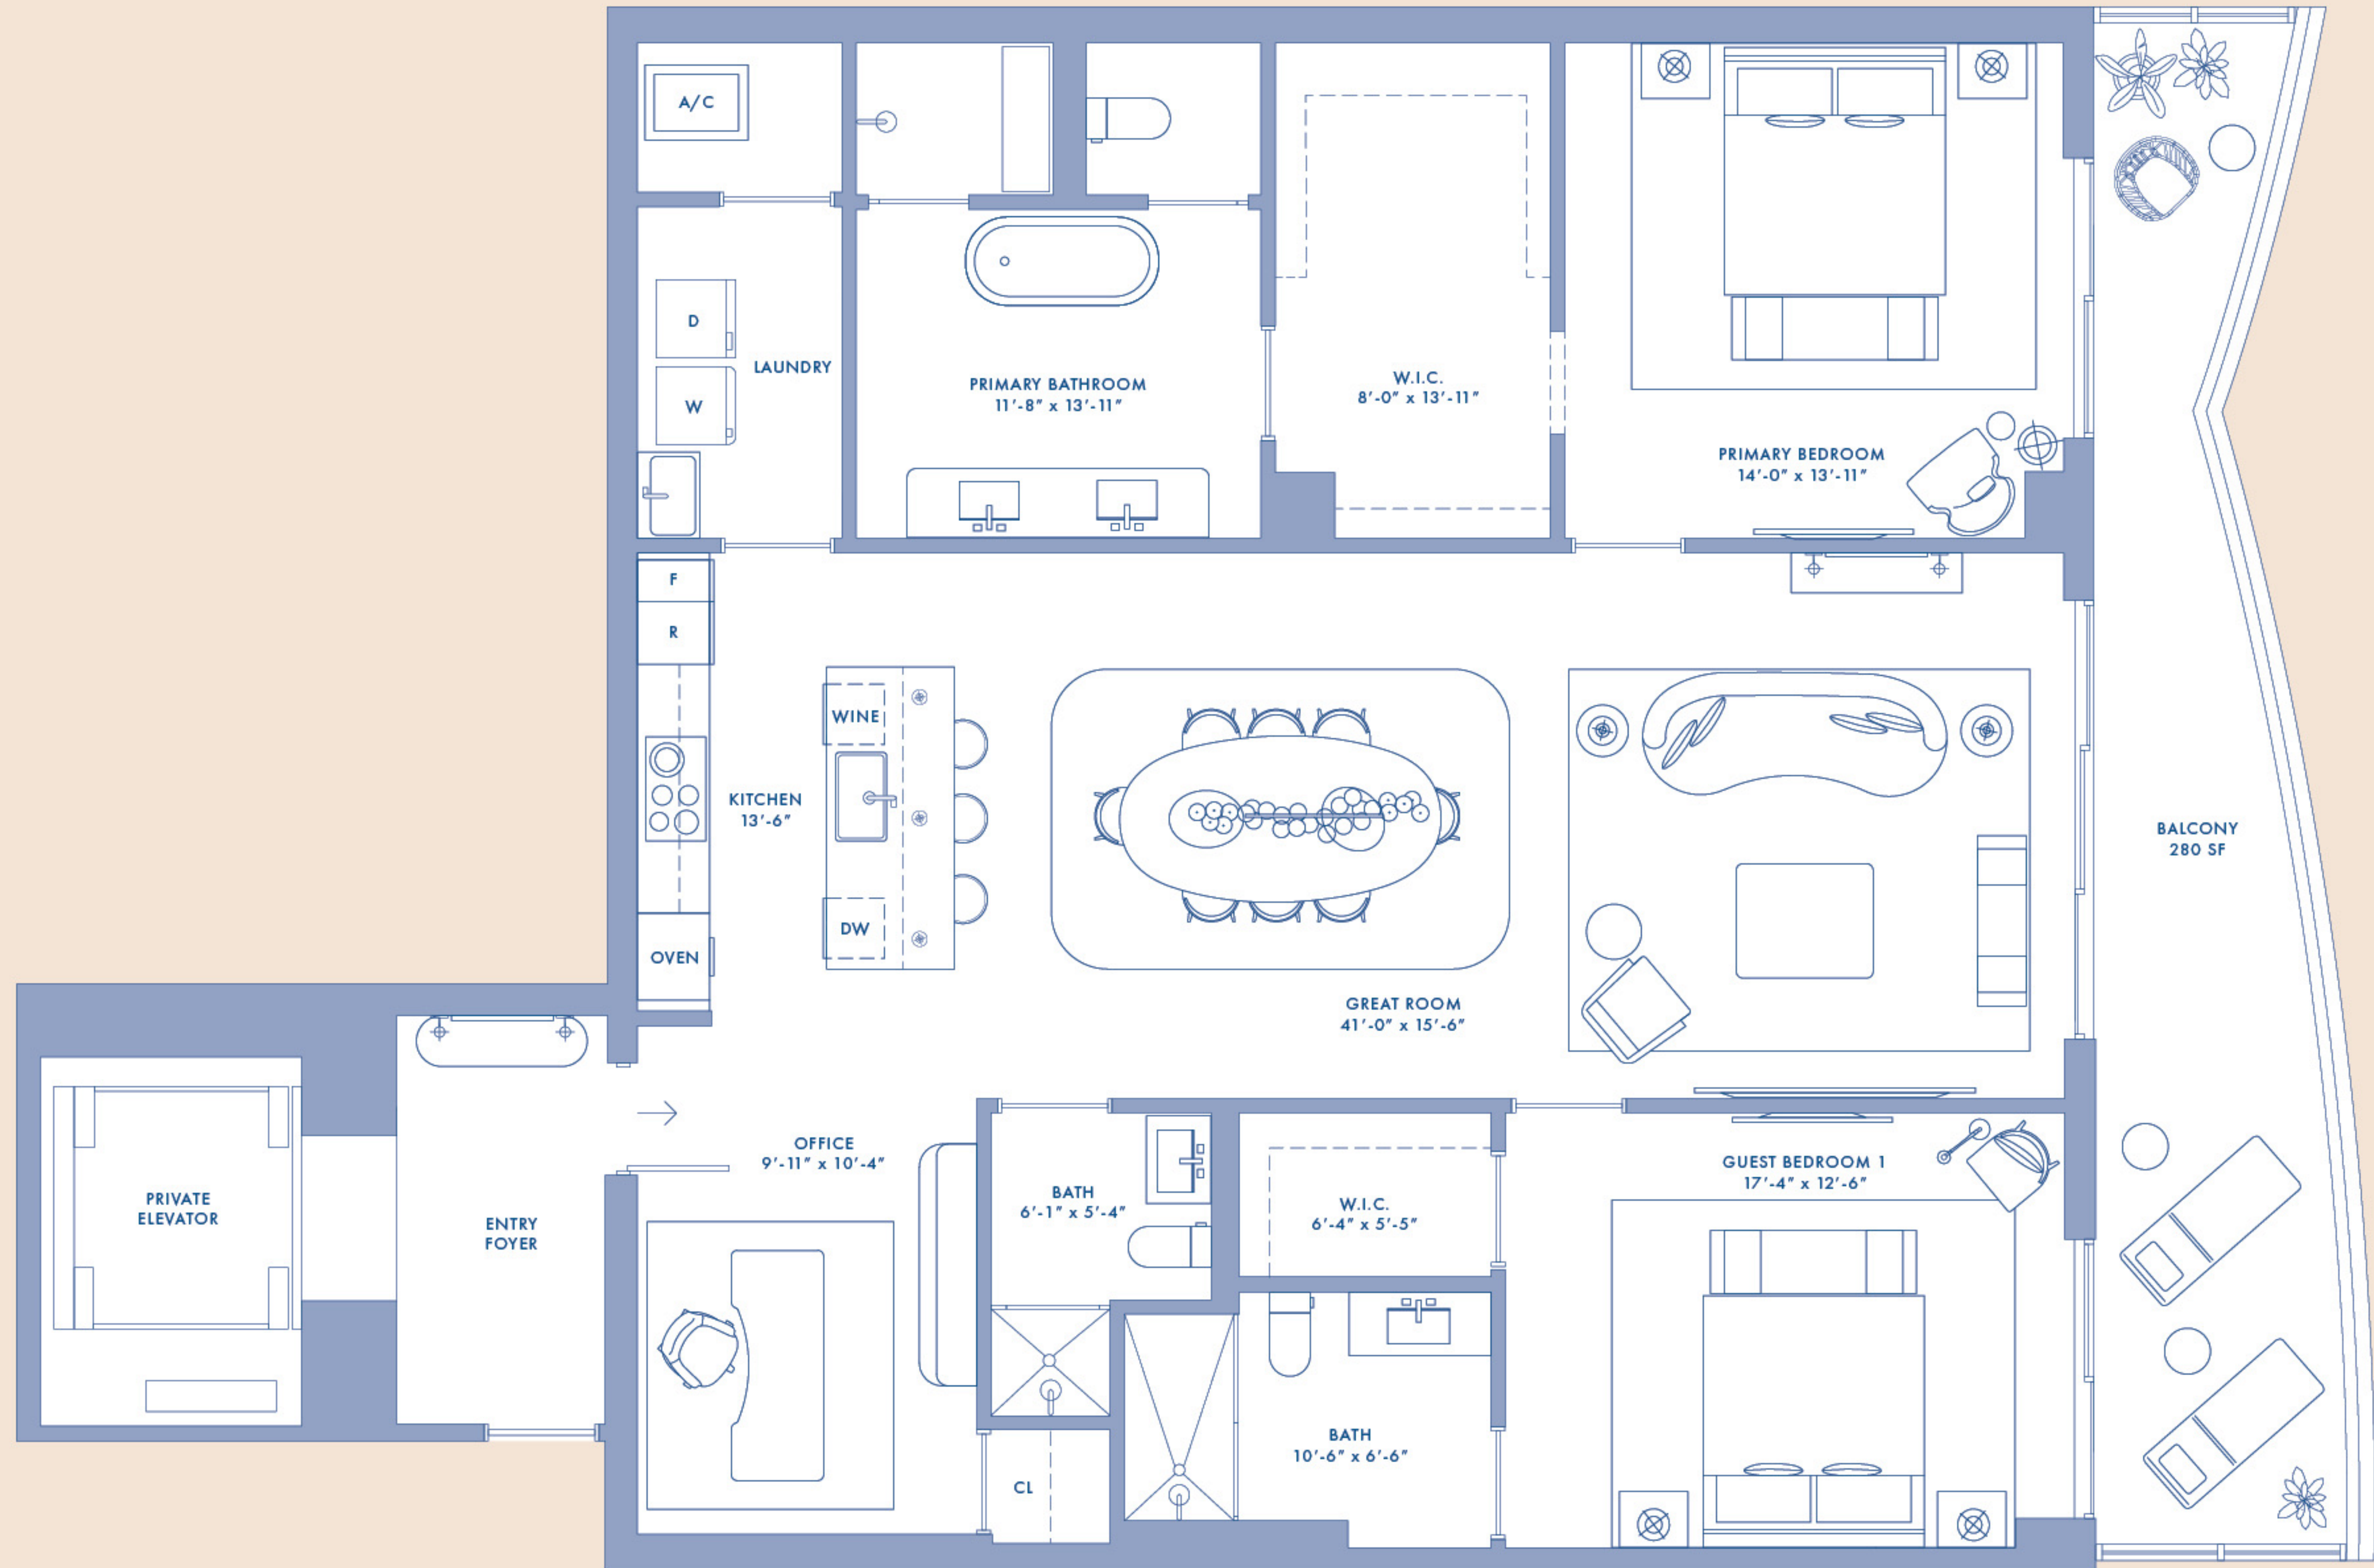 A/C
D
LAUNDRY
W
PRIMARY BATHROOM
11'-8" x 13'-11"
W.I.C.
8'-0" x 13'-11"
PRIMARY BEDROOM
14'-0" x 13'-11"
F
R
WINE
KITCHEN
13'-6"
DW
OVEN
GREAT ROOM
41'-0" x 15'-6"
BALCONY
280 SF
PRIVATE
ELEVATOR
ENTRY
FOYER
OFFICE
9'-11" x 10'-4"
BATH
6'-1" x 5'-4"
W.I.C.
6'-4" x 5'-5"
GUEST BEDROOM 1
17'-4" x 12'-6"
BATH
10'-6" x 6'-6"
CL